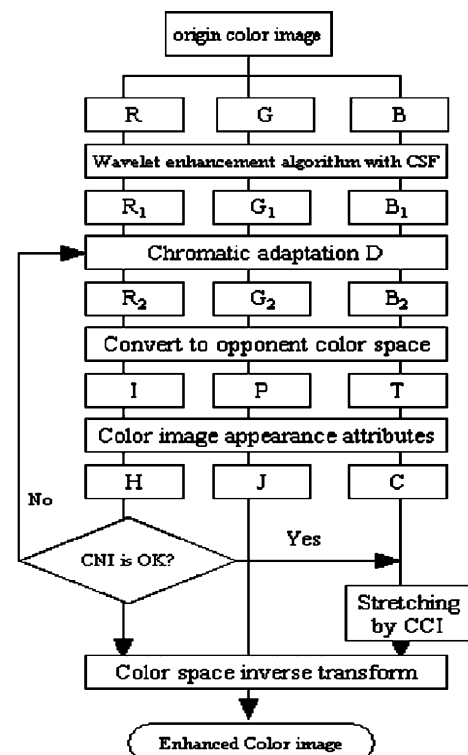 origin color image
R G B
Wavelet enhancement algorithm with CSF
R1 G1 B1
Chromatic adaptation D
R2 G2 B2
Convert to opponent color space
I P T
Color image appearance attributes
H J C
No
CNI is OK?
Yes
Stretching
by CCI
Color space inverse transform
Enhanced Color image